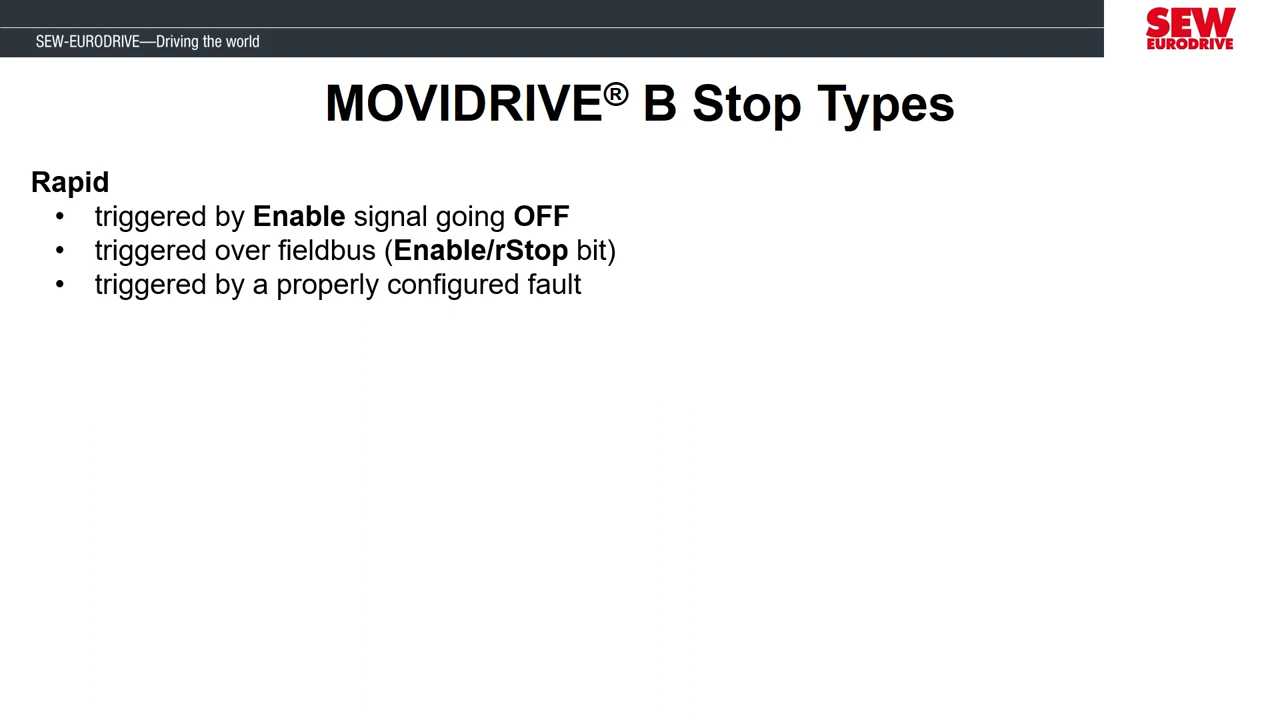 SEW-EURODRIVE—Driving the world
SEW
EURODRIVE
MOVIDRIVE® B Stop Types
Rapid
• triggered by Enable signal going OFF
• triggered over fieldbus (Enable/rStop bit)
• triggered by a properly configured fault